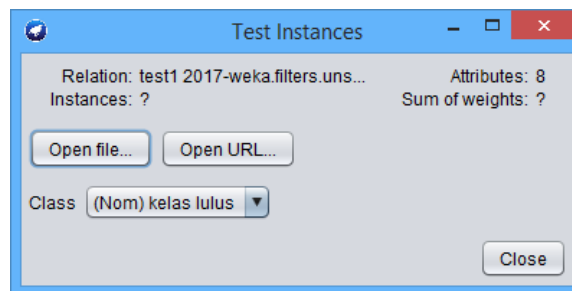 Test Instances
Relation: test1 2017-weka.filters.uns... Attributes: 8
Instances: ? Sum of weights: ?
Open file... Open URL...
Class (Nom) kelas lulus
Close